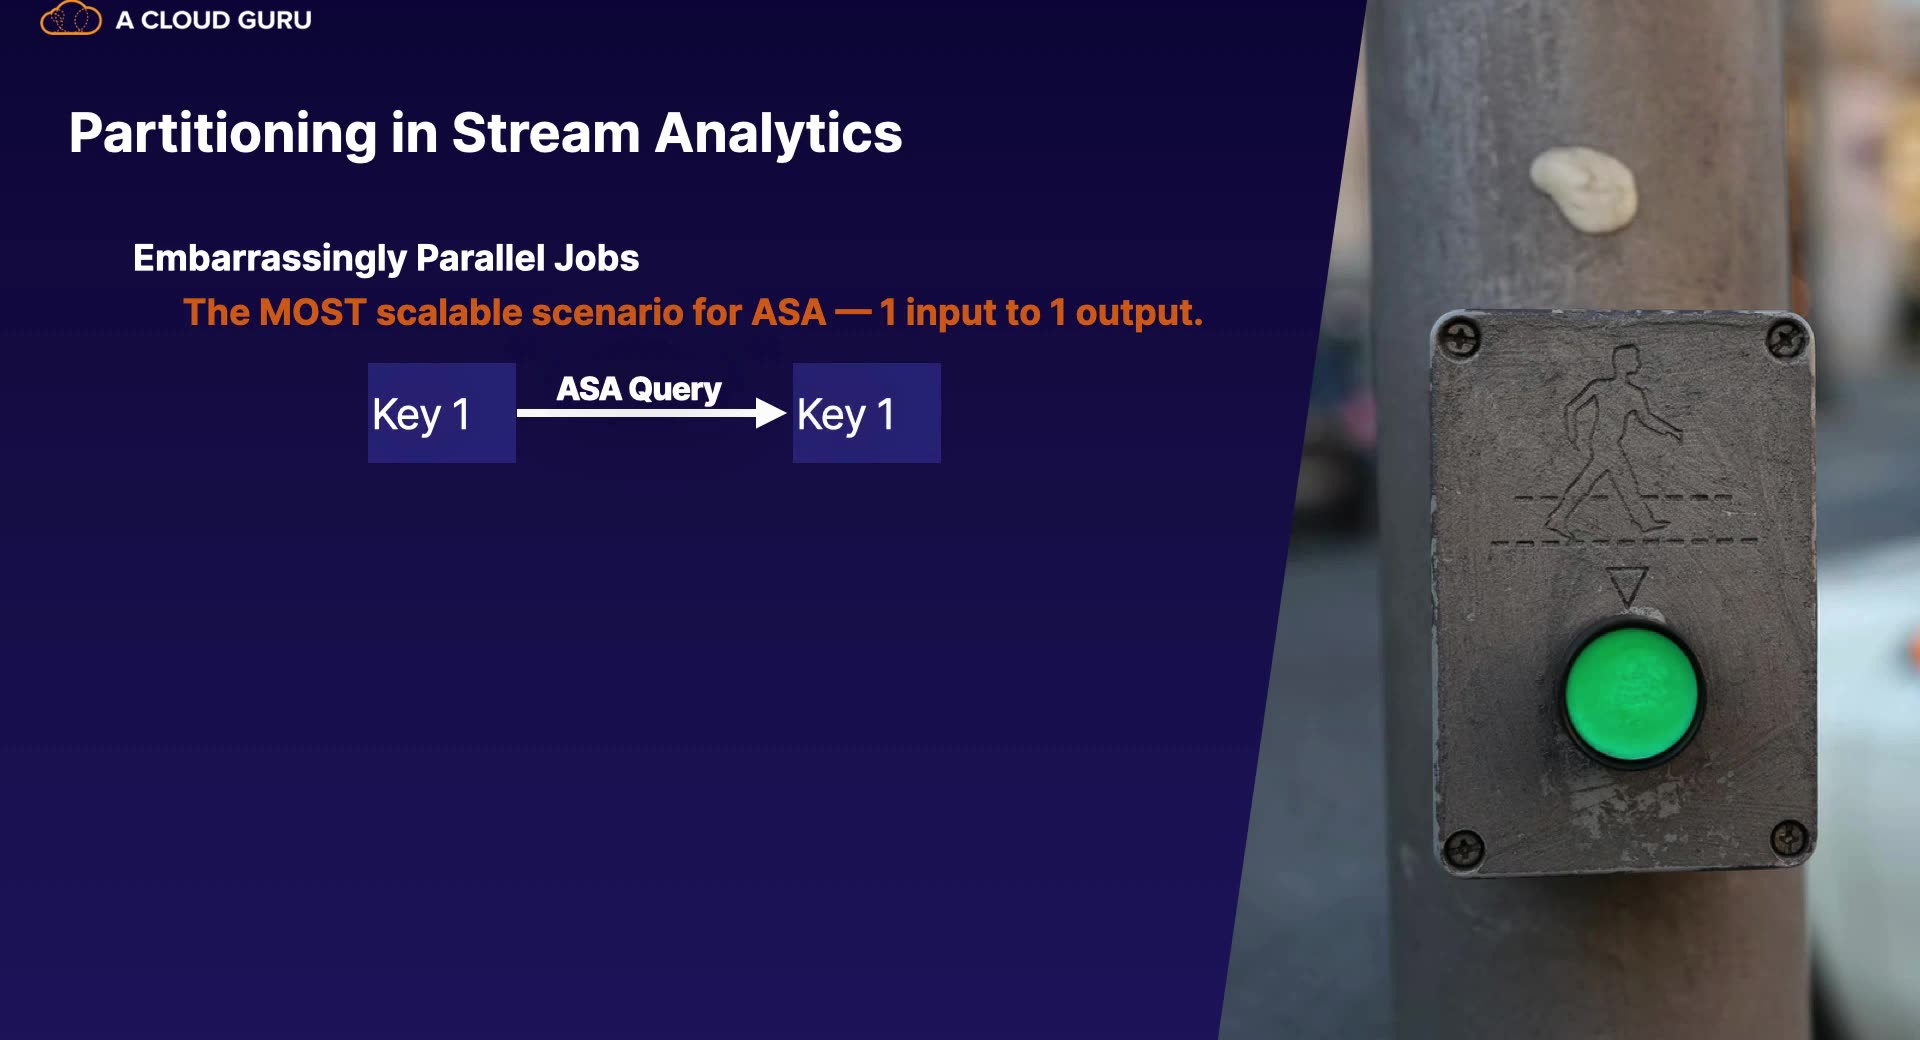 A CLOUD GURU
Partitioning in Stream Analytics
Embarrassingly Parallel Jobs
The MOST scalable scenario for ASA — 1 input to 1 output.
Key 1
ASA Query
Key 1